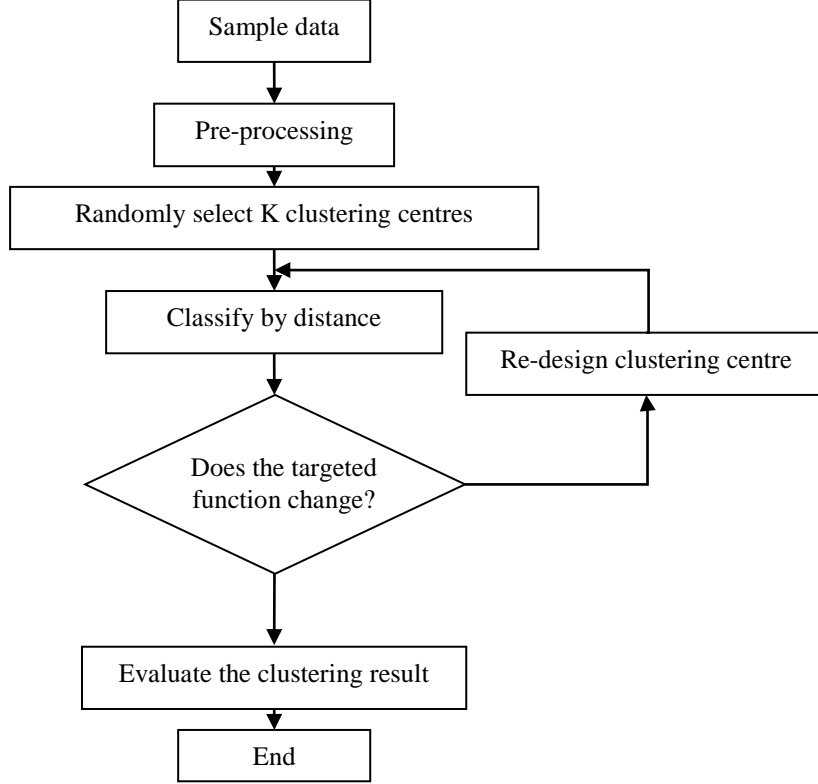 Sample data
Pre-processing
Randomly select K clustering centres
Classify by distance
Re-design clustering centre
Does the targeted
function change?
Evaluate the clustering result
End